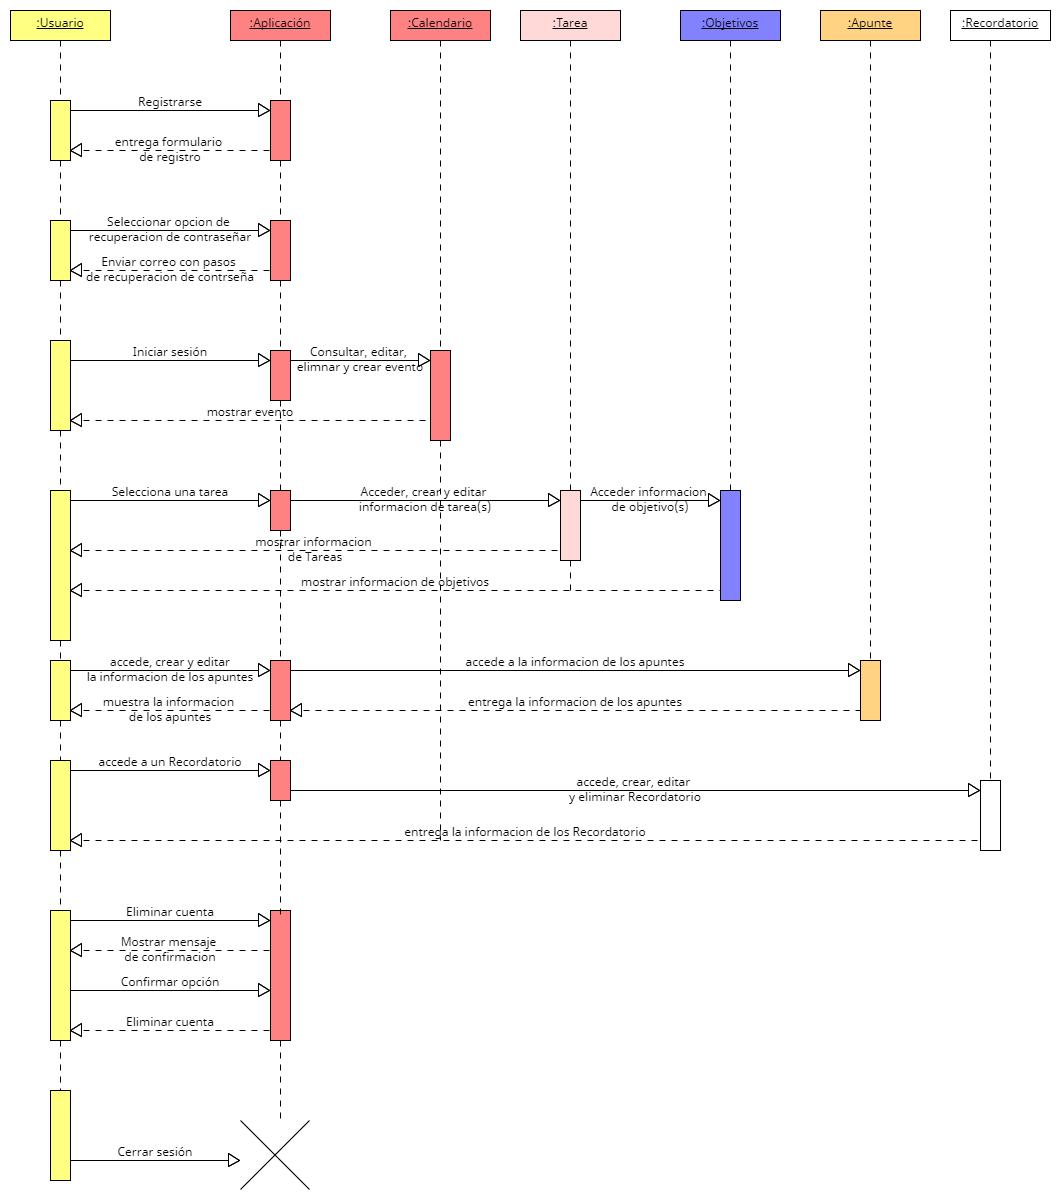 :Usuario
:Aplicación
:Calendario
:Tarea
:Objetivos
:Apunte
:Recordatorio
Registrarse
entrega formulario
de registro
Seleccionar opcion de
recuperacion de contraseñar
Enviar correo con pasos
de recuperacion de contrseña
Iniciar sesión
Consultar, editar,
elimnar y crear evento
mostrar evento
Selecciona una tarea
Acceder, crear y editar
informacion de tarea(s)
Acceder informacion
de objetivo(s)
mostrar informacion
de Tareas
mostrar informacion de objetivos
accede, crear y editar
la informacion de los apuntes
accede a la informacion de los apuntes
muestra la informacion
de los apuntes
entrega la informacion de los apuntes
accede a un Recordatorio
accede, crear, editar
y eliminar Recordatorio
entrega la informacion de los Recordatorio
Eliminar cuenta
Mostrar mensaje
de confirmacion
Confirmar opción
Eliminar cuenta
Cerrar sesión